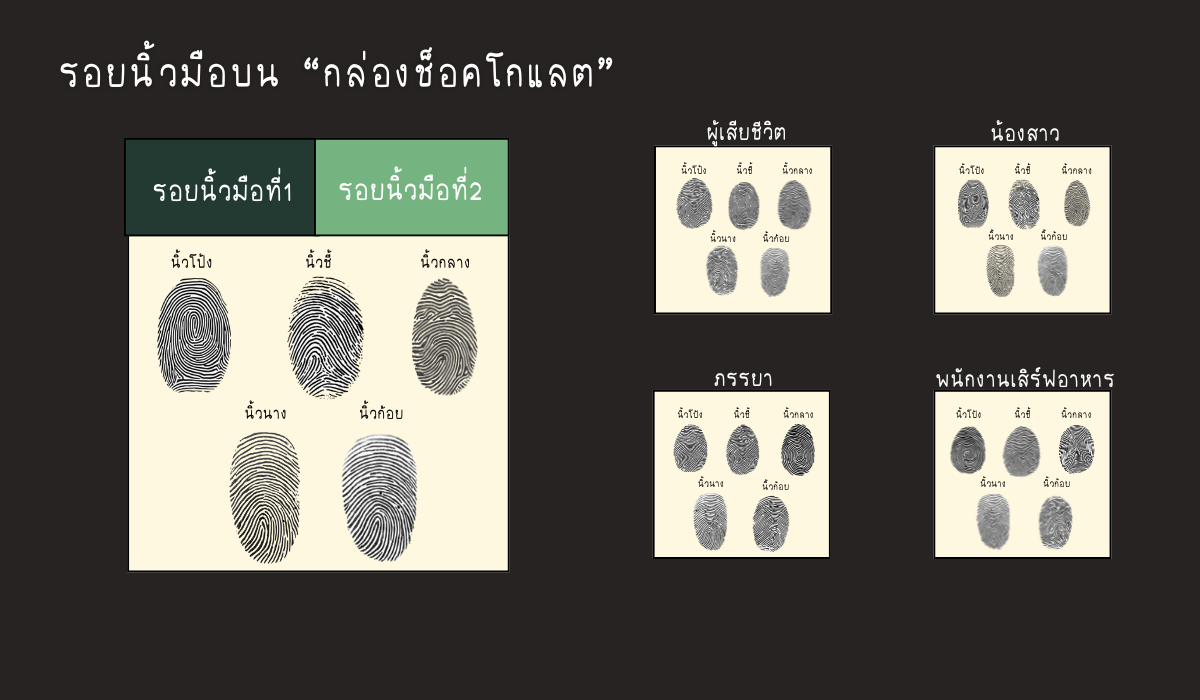 รอยนิ้วมือบน “กล่องช็อคโกแลต”
รอยนิ้วมือที่1
รอยนิ้วมือที่2
นิ้วโป้ง
นิ้วชี้
นิ้วกลาง
นิ้วนาง
นิ้วก้อย
ผู้เสียชีวิต
นิ้วโป้ง
นิ้วชี้
นิ้วกลาง
นิ้วนาง
นิ้วก้อย
น้องสาว
นิ้วโป้ง
นิ้วชี้
นิ้วกลาง
นิ้วนาง
นิ้วก้อย
ภรรยา
นิ้วโป้ง
นิ้วชี้
นิ้วกลาง
นิ้วนาง
นิ้วก้อย
พนักงานเสิร์ฟอาหาร
นิ้วโป้ง
นิ้วชี้
นิ้วกลาง
นิ้วนาง
นิ้วก้อย